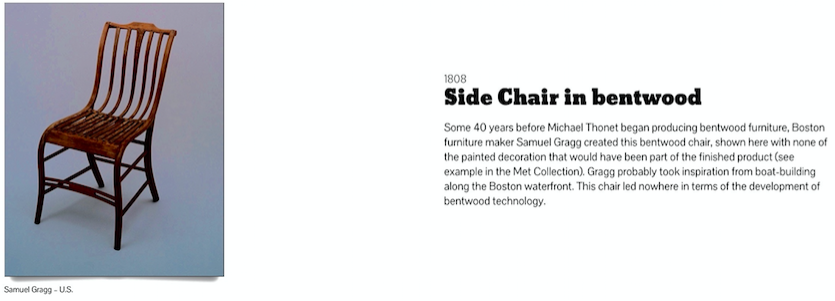 1808
Side Chair in bentwood
Some 40 years before Michael Thonet began producing bentwood furniture, Boston
furniture maker Samuel Gragg created this bentwood chair, shown here with none of
the painted decoration that would have been part of the finished product (see
example in the Met Collection). Gragg probably took inspiration from boat-building
along the Boston waterfront. This chair led nowhere in terms of the development of
bentwood technology.
Samuel Gragg - U.S.